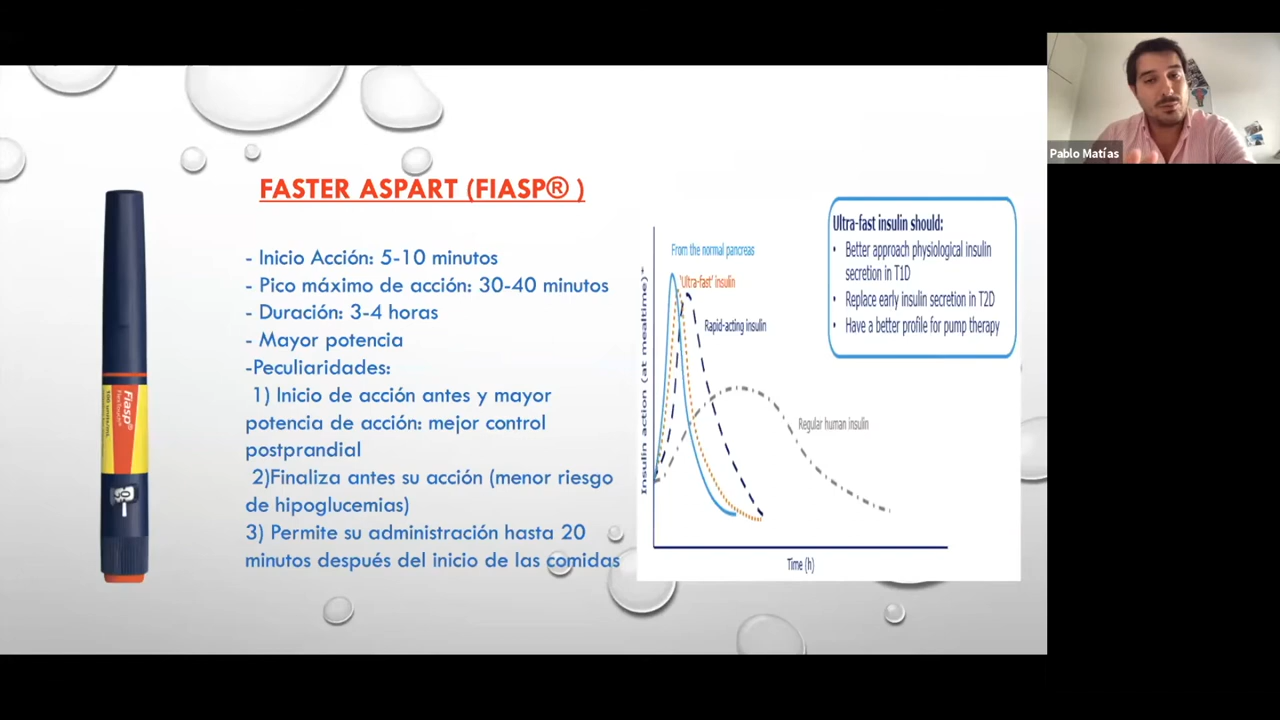 FASTER ASPART (FIASP® )
- Inicio Acción: 5-10 minutos
- Pico máximo de acción: 30-40 minutos
- Duración: 3-4 horas
- Mayor potencia
-Peculiaridades:
1) Inicio de acción antes y mayor
potencia de acción: mejor control
postprandial
2)Finaliza antes su acción (menor riesgo
de hipoglucemias)
3) Permite su administración hasta 20
minutos después del inicio de las comidas
Fiasp®
Insulin action (at mealtime)*
From the normal pancreas
'Ultra-fast' insulin
Rapid-acting insulin
Regular human insulin
Time (h)
Ultra-fast insulin should:
• Better approach physiological insulin
secretion in T1D
• Replace early insulin secretion in T2D
• Have a better profile for pump therapy
Pablo Matías